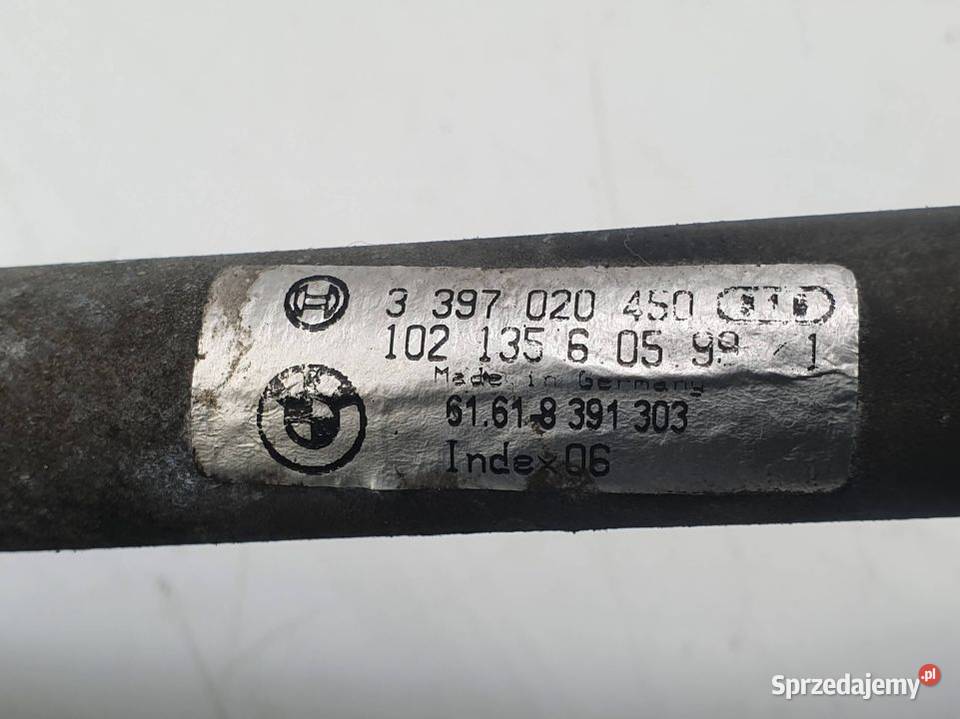 3 397 020 450
102 135 6 05 99 / 1
Made in Germany
61.61-8 391 303
Index 06
Sprzedajemy.pl